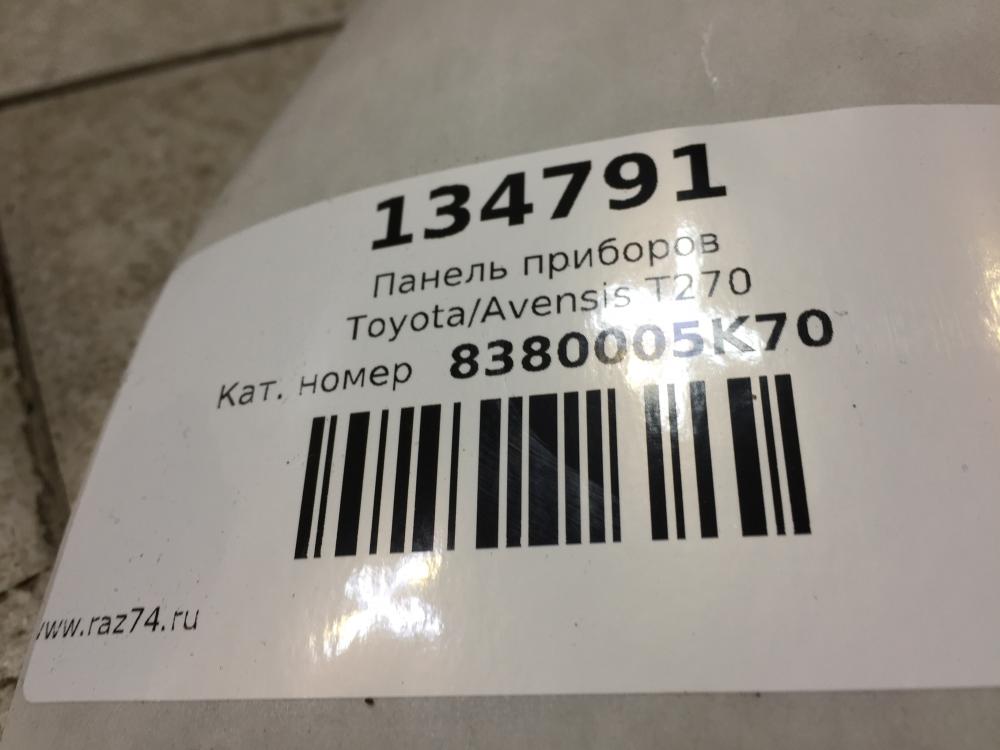 134791
Панель приборов
Toyota/Avensis T270
Кат. номер 8380005K70
www.raz74.ru